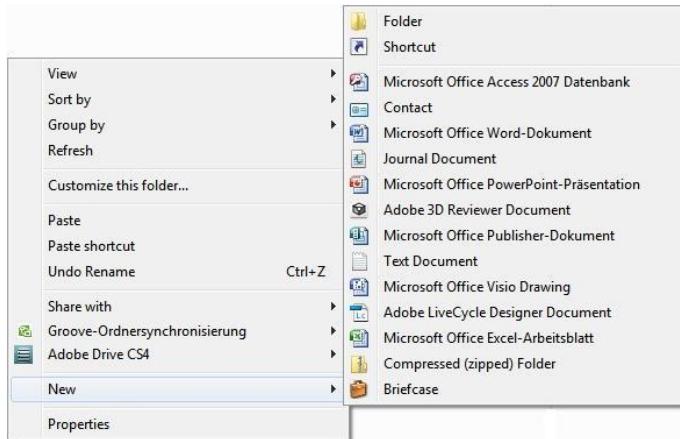 View
Sort by
Group by
Refresh
Customize this folder...
Paste
Paste shortcut
Undo Rename Ctrl+Z
Share with
Groove-Ordnersynchronisierung
Adobe Drive CS4
New
Properties
Folder
Shortcut
Microsoft Office Access 2007 Datenbank
Contact
Microsoft Office Word-Dokument
Journal Document
Microsoft Office PowerPoint-Präsentation
Adobe 3D Reviewer Document
Microsoft Office Publisher-Dokument
Text Document
Microsoft Office Visio Drawing
Adobe LiveCycle Designer Document
Microsoft Office Excel-Arbeitsblatt
Compressed (zipped) Folder
Briefcase